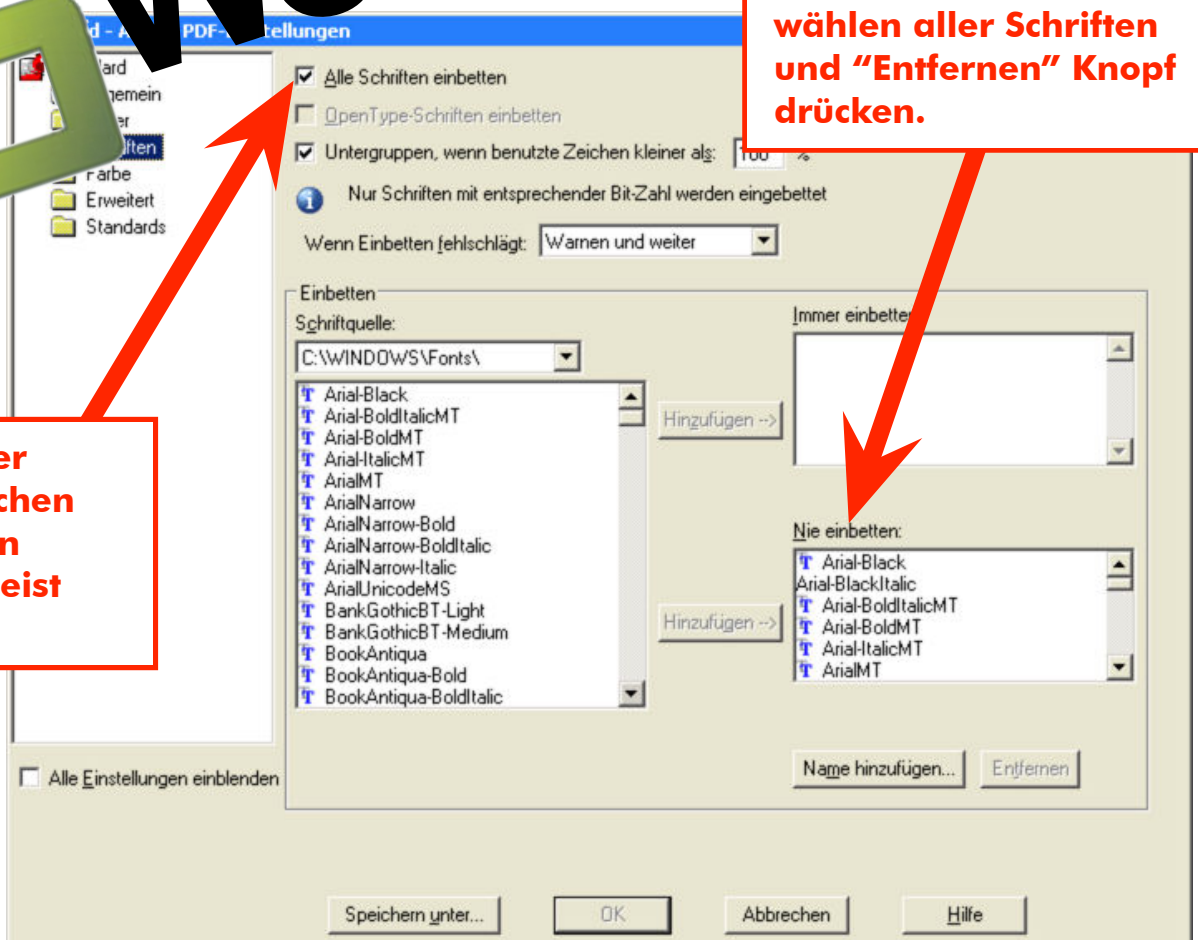 wählen aller Schriften
und “Entfernen” Knopf
drücken.
PDF-
ellungen
Alle Schriften einbetten
OpenType-Schriften einbetten
Untergruppen, wenn benutzte Zeichen kleiner als: 100 %
Nur Schriften mit entsprechender Bit-Zahl werden eingebettet
Wenn Einbetten fehlschlägt: Warnen und weiter
Farbe
Erweitert
Standards
Einbetten
Schriftquelle:
C:\WINDOWS\Fonts\
Arial-Black
Arial-BoldItalicMT
Arial-BoldMT
Arial-ItalicMT
ArialMT
ArialNarrow
ArialNarrow-Bold
ArialNarrow-BoldItalic
ArialNarrow-Italic
ArialUnicodeMS
BankGothicBT-Light
BankGothicBT-Medium
BookAntiqua
BookAntiqua-Bold
BookAntiqua-BoldItalic
Hinzufügen -->
Hinzufügen -->
Immer einbetten
Nie einbetten:
Arial-Black
Arial-BlackItalic
Arial-BoldItalicMT
Arial-BoldMT
Arial-ItalicMT
ArialMT
Name hinzufügen...
Entfernen
er
chen
n
eist
Alle Einstellungen einblenden
Speichern unter...
OK
Abbrechen
Hilfe